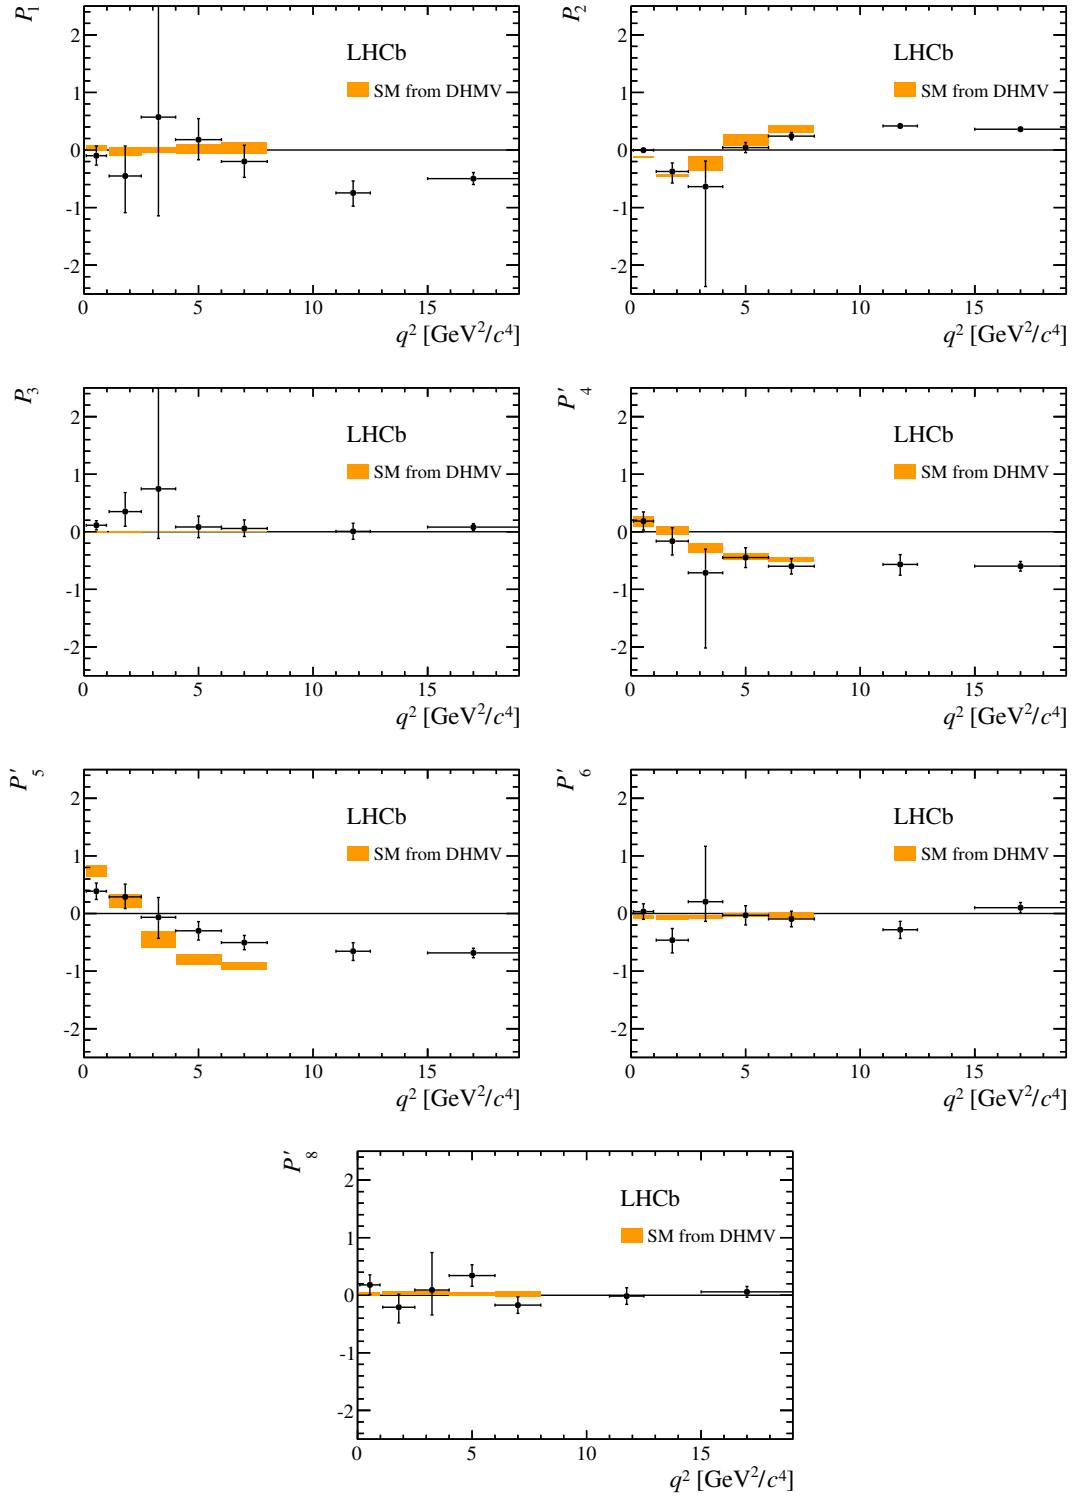 P1 P2
2
1
0
-1
-2
LHCb
SM from DHMV
0 5 10 15
q² [GeV²/c⁴]
2
1
0
-1
-2
LHCb
SM from DHMV
0 5 10 15
q² [GeV²/c⁴]
P3 P′4
2
1
0
-1
-2
LHCb
SM from DHMV
0 5 10 15
q² [GeV²/c⁴]
2
1
0
-1
-2
LHCb
SM from DHMV
0 5 10 15
q² [GeV²/c⁴]
P′5 P′6
2
1
0
-1
-2
LHCb
SM from DHMV
0 5 10 15
q² [GeV²/c⁴]
2
1
0
-1
-2
LHCb
SM from DHMV
0 5 10 15
q² [GeV²/c⁴]
P′8
2
1
0
-1
-2
LHCb
SM from DHMV
0 5 10 15
q² [GeV²/c⁴]